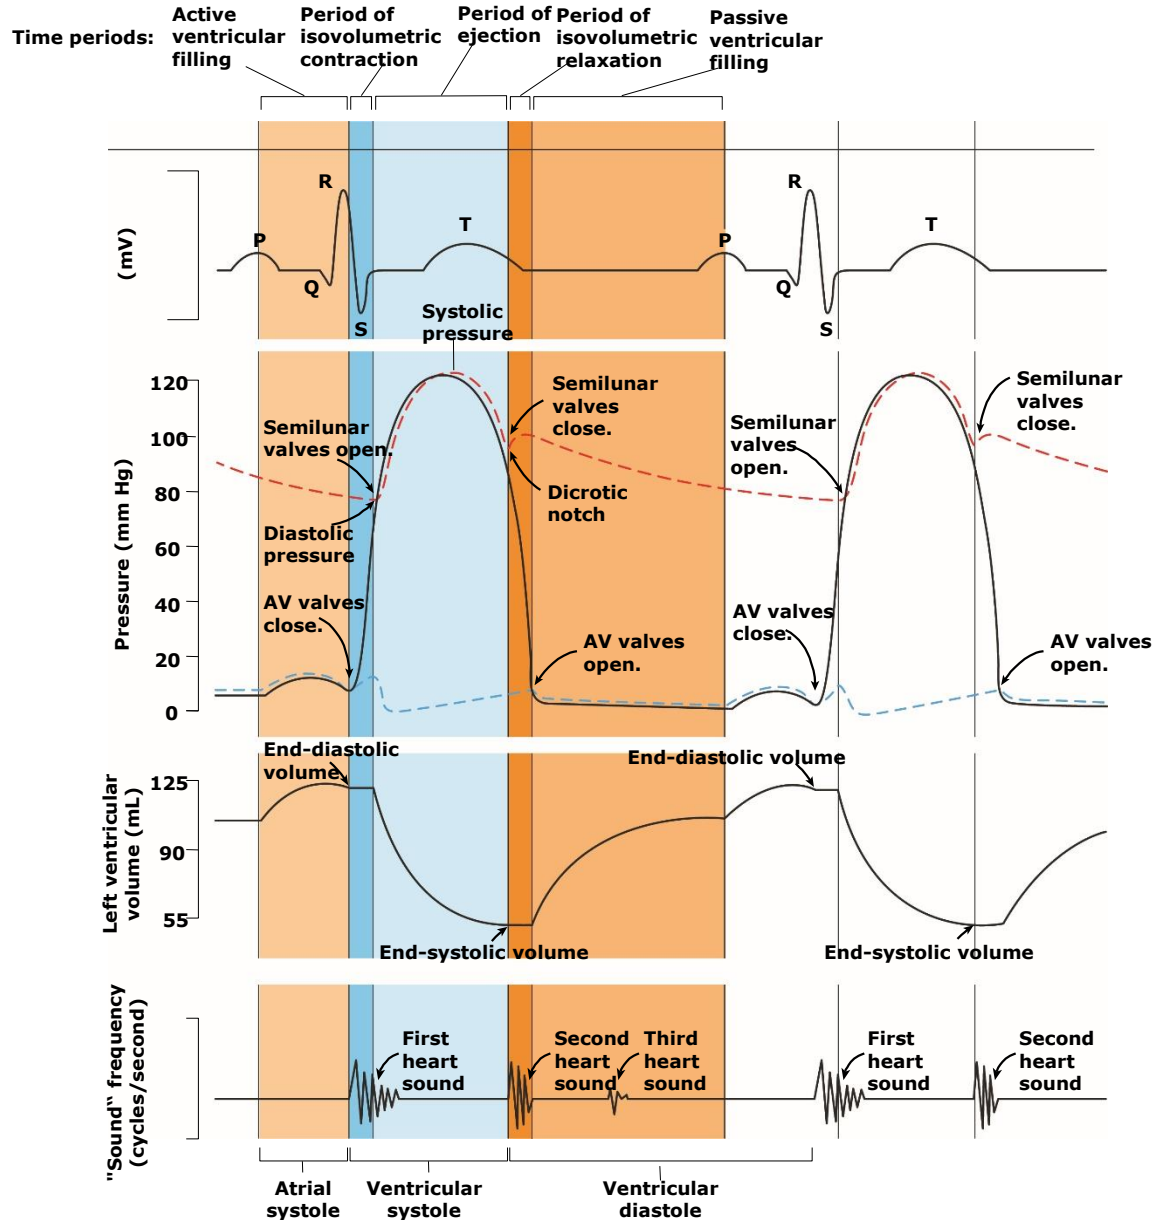 Time periods:
Active
ventricular
filling
Period of
isovolumetric
contraction
Period of
ejection
Period of
isovolumetric
relaxation
Passive
ventricular
filling
(mV)
P
Q
R
S
T
P
Q
R
S
T
Pressure (mm Hg)
120
100
80
60
40
20
0
Systolic
pressure
Semilunar
valves open.
Diastolic
pressure
AV valves
close.
Semilunar
valves
close.
Dicrotic
notch
AV valves
open.
Semilunar
valves
open.
AV valves
close.
Semilunar
valves
close.
AV valves
open.
Left ventricular
volume (mL)
125
90
55
End-diastolic
volume
End-systolic volume
End-diastolic volume
End-systolic volume
"Sound‟ frequency
(cycles/second)
First
heart
sound
Second
heart
sound
Third
heart
sound
First
heart
sound
Second
heart
sound
Atrial
systole
Ventricular
systole
Ventricular
diastole